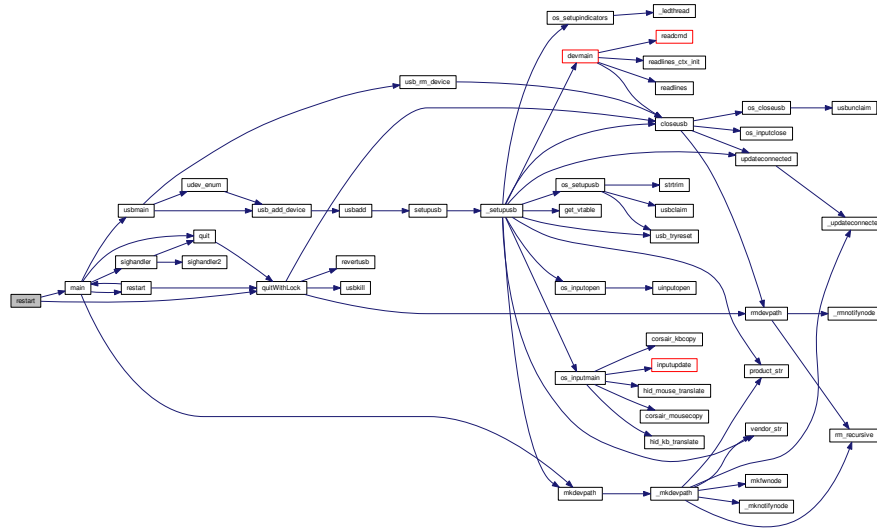 os_setupindicators
_ledthread
devmain
readcmd
readlines_ctx_init
readlines
usb_rm_device
closeusb
os_closeusb
usbunclaim
os_inputclose
updateconnected
udev_enum
usbmain
usb_add_device
usbadd
setupusb
_setupusb
os_setupusb
strtrim
usbclaim
get_vtable
usb_tryreset
_updateconnected
quit
sighandler
sighandler2
revertusb
main
restart
quitWithLock
usbkill
os_inputopen
uinputopen
restart
rmdevpath
_rmnotifynode
corsair_kbcopy
os_inputmain
inputupdate
product_str
hid_mouse_translate
corsair_mousecopy
vendor_str
hid_kb_translate
rm_recursive
mkfwnode
mkdevpath
_mkdevpath
_mknotifynode